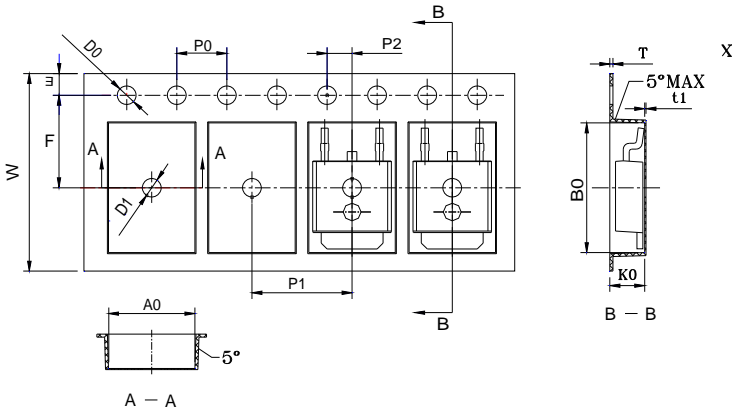 B
D0
P0
P2
T
X
E
5°MAX
t1
F
A
A
W
B0
D1
P1
K0
B
B — B
A0
5°
A — A